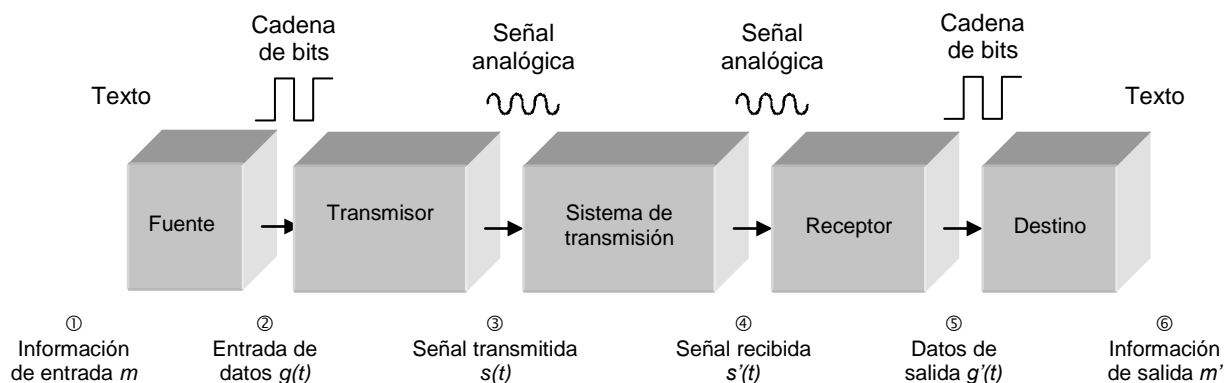 Cadena
de bits
Señal
analógica
Señal
analógica
Cadena
de bits
Texto
Texto
Fuente
Transmisor
Sistema de
transmisión
Receptor
Destino
①
Información
de entrada m
②
Entrada de
datos g(t)
③
Señal transmitida
s(t)
④
Señal recibida
s'(t)
⑤
Datos de
salida g'(t)
⑥
Información
de salida m'